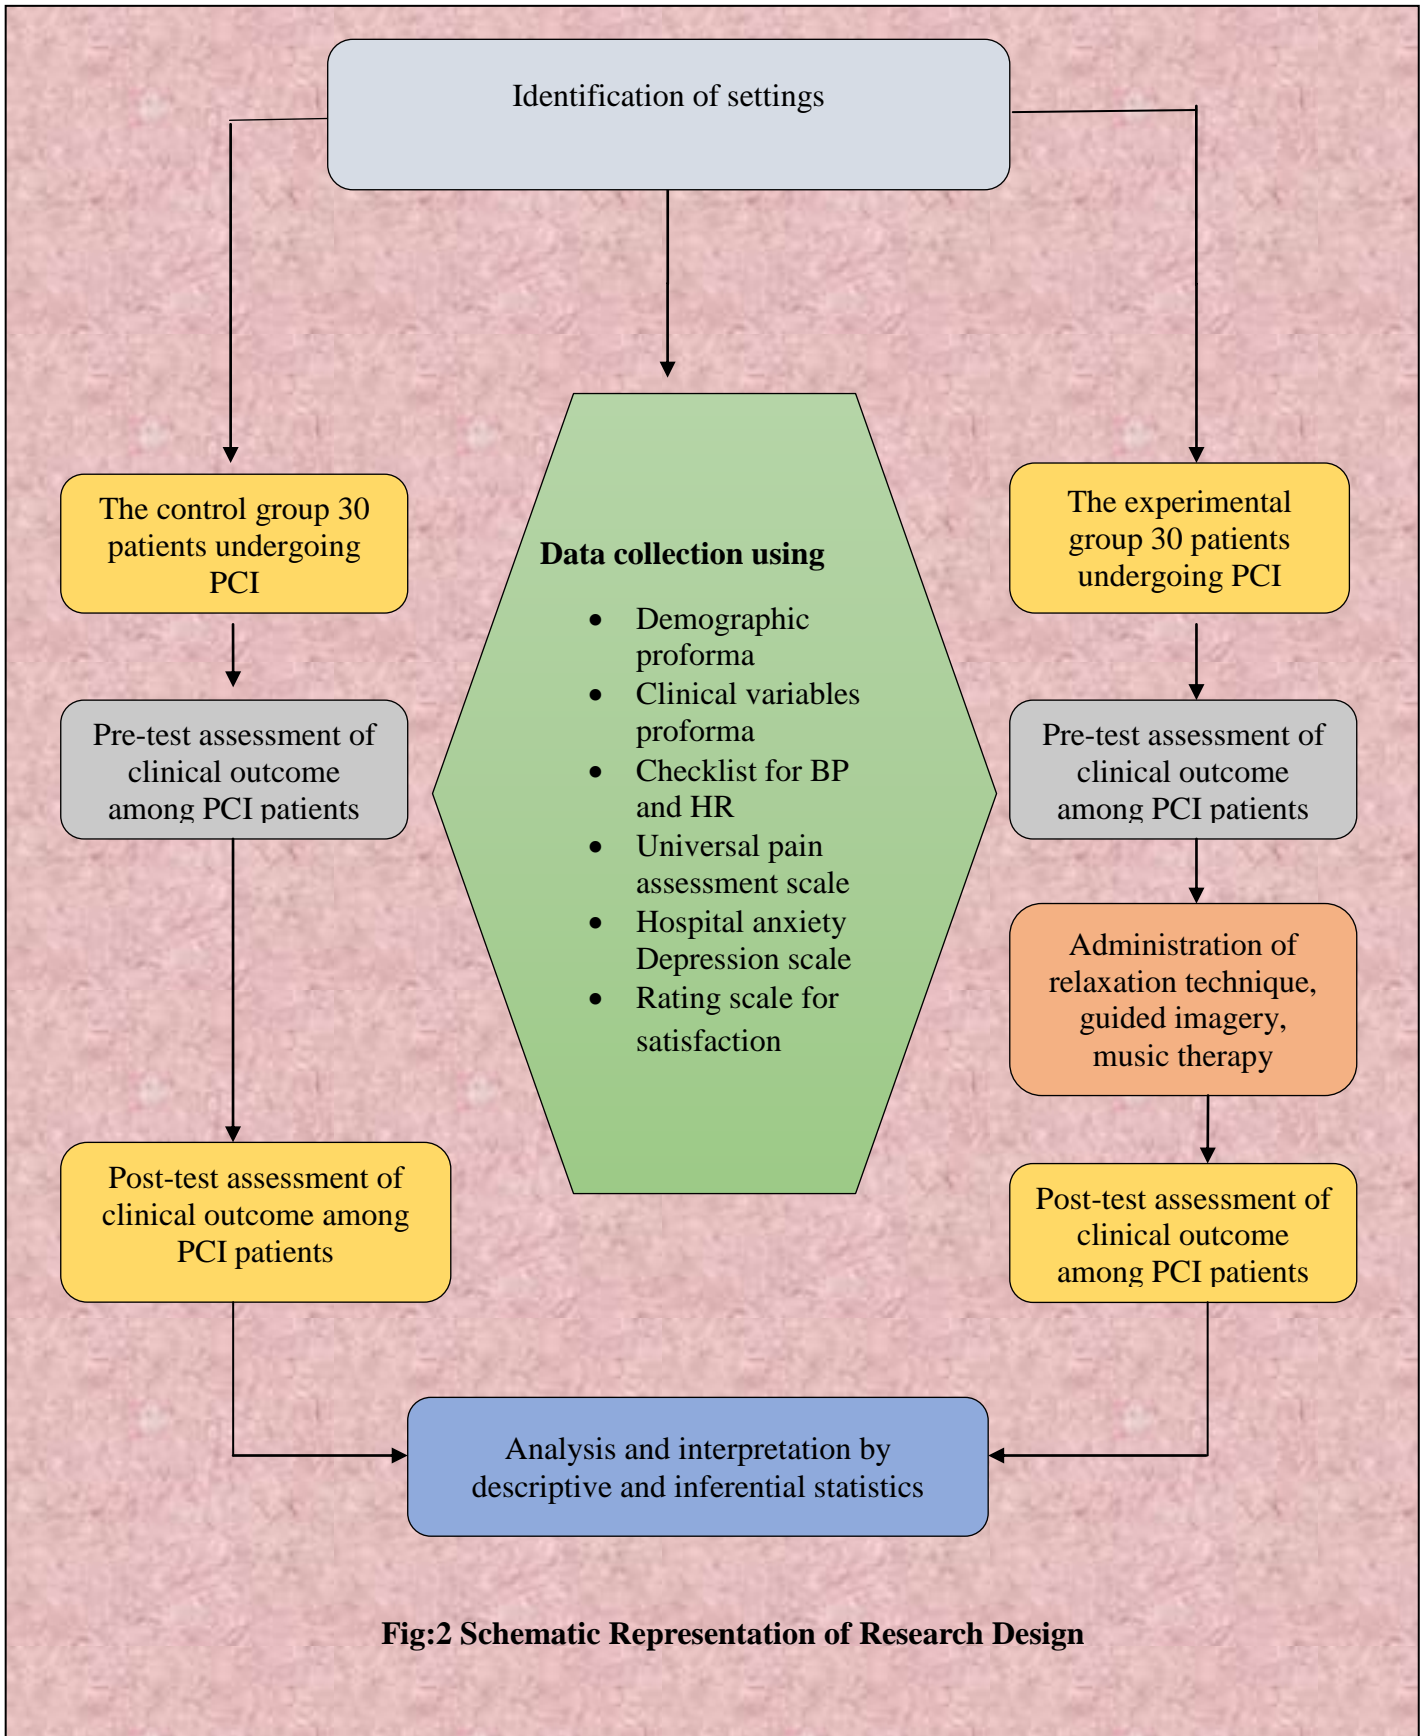 Identification of settings
The control group 30
patients undergoing
PCI
Pre-test assessment of
clinical outcome
among PCI patients
Post-test assessment of
clinical outcome among
PCI patients
Data collection using
• Demographic
proforma
• Clinical variables
proforma
• Checklist for BP
and HR
• Universal pain
assessment scale
• Hospital anxiety
Depression scale
• Rating scale for
satisfaction
The experimental
group 30 patients
undergoing PCI
Pre-test assessment of
clinical outcome
among PCI patients
Administration of
relaxation technique,
guided imagery,
music therapy
Post-test assessment of
clinical outcome
among PCI patients
Analysis and interpretation by
descriptive and inferential statistics
Fig:2 Schematic Representation of Research Design